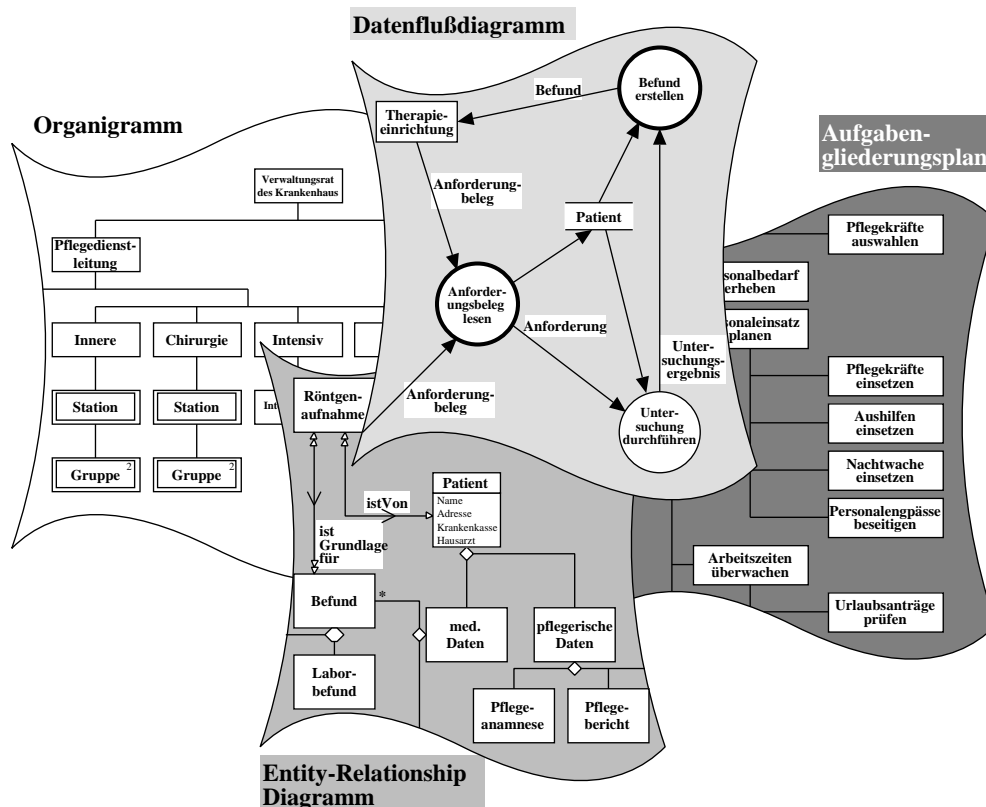 Datenflußdiagramm
Befund
erstellen
Befund
Therapie-
einrichtung
Anforderung-
beleg
Patient
Anforder-
ungsbeleg
lesen
Anforderung
Unter-
suchungs-
ergebnis
Anforderung-
beleg
Unter-
suchung
durchführen
Organigramm
Verwaltungsrat
des Krankenhaus
Pflegedienst-
leitung
Innere
Chirurgie
Intensiv
Station
Station
Int
Gruppe 2
Gruppe 2
Aufgaben-
gliederungsplan
Pflegekräfte
auswahlen
sonalbedarf
erheben
sonaleinsatz
planen
Pflegekräfte
einsetzen
Aushilfen
einsetzen
Nachtwache
einsetzen
Personalengpässe
beseitigen
Arbeitszeiten
überwachen
Urlaubsanträge
prüfen
Röntgen-
aufnahme
istVon
Patient
Name
Adresse
Krankenkasse
Hausarzt
ist
Grundlage
für
Befund
*
med.
Daten
pflegerische
Daten
Labor-
befund
Pflege-
anamnese
Pflege-
bericht
Entity-Relationship
Diagramm